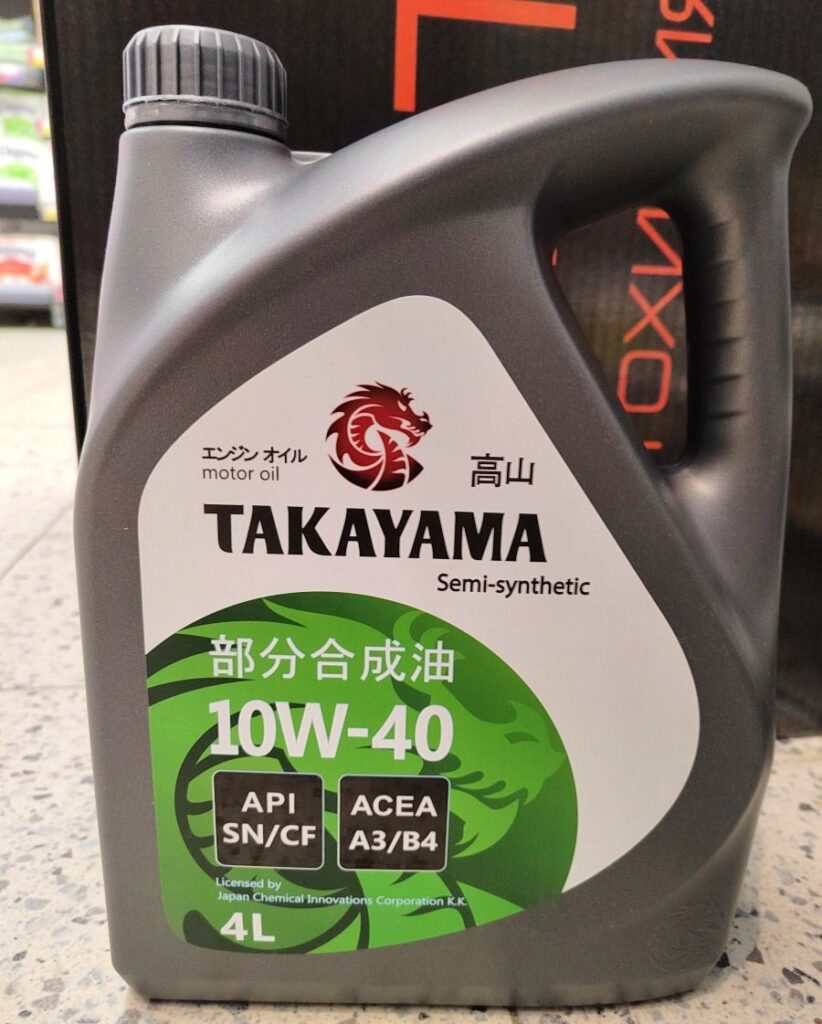 エンジン オイル
motor oil
高山
TAKAYAMA
Semi-synthetic
部分合成油
10W-40
API
SN/CF
ACEA
A3/B4
Licensed by
Japan Chemical Innovations Corporation K.K.
4L